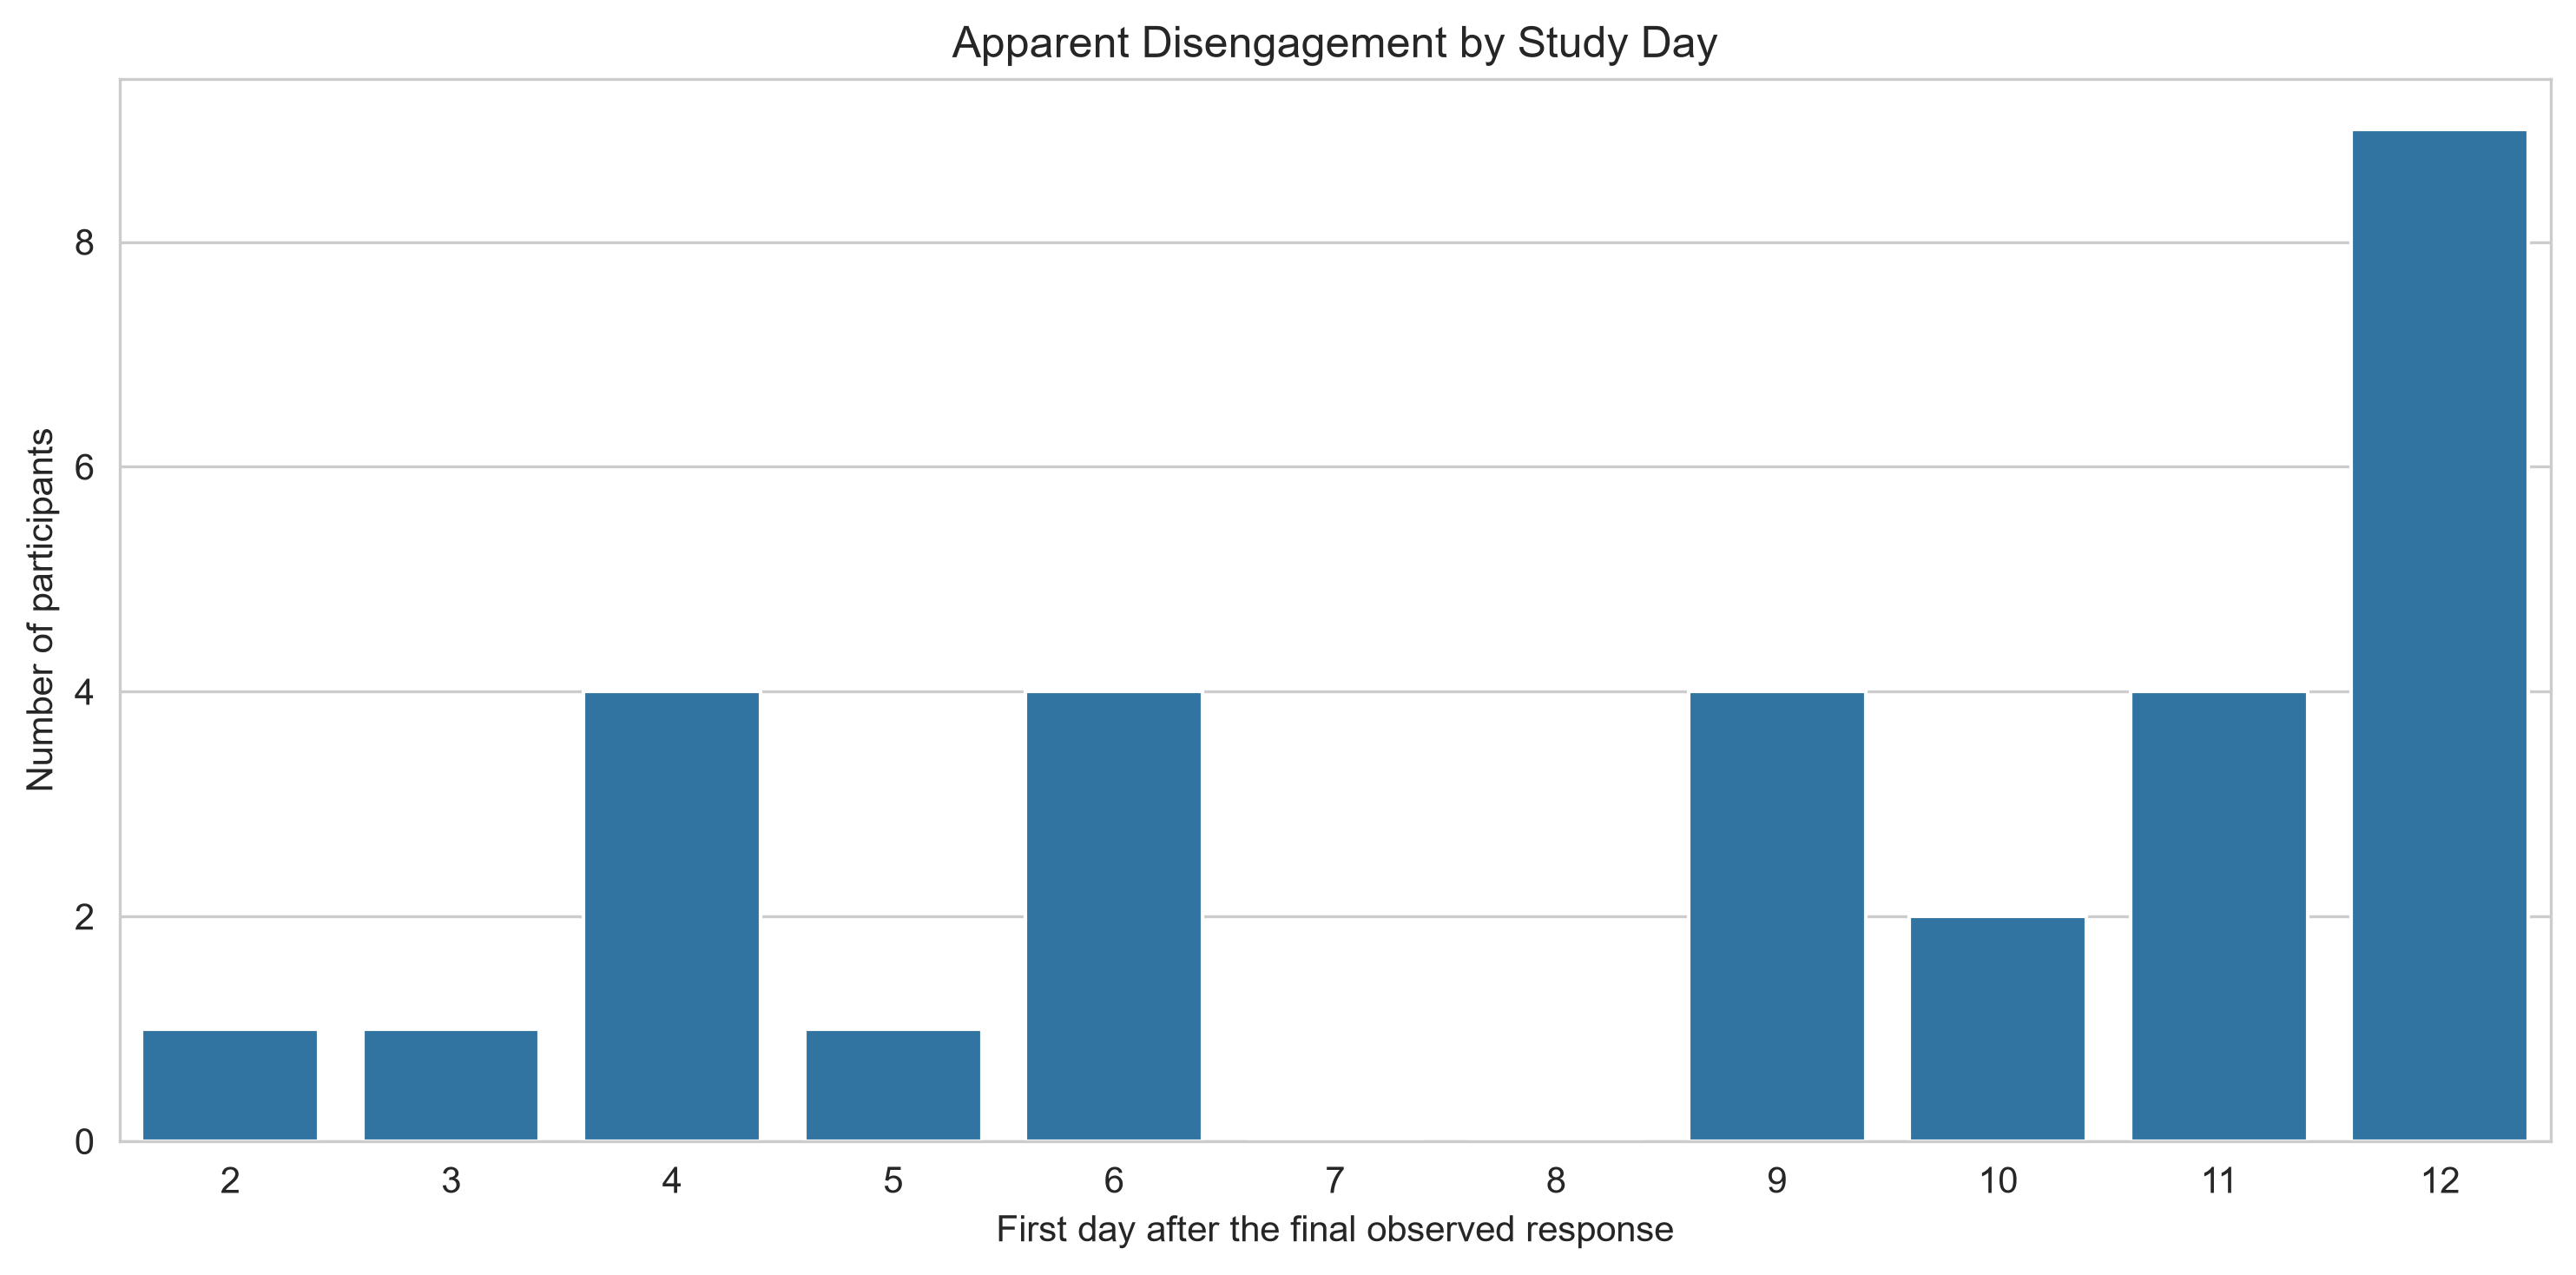 Apparent Disengagement by Study Day
Number of participants
8
6
4
2
0
2 3 4 5 6 7 8 9 10 11 12
First day after the final observed response